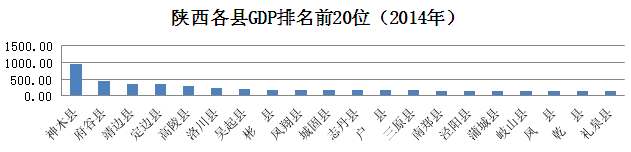 陕西各县GDP排名前20位（2014年）
1500.00
1000.00
500.00
0.00
神木县
府谷县
靖边县
定边县
高陵县
洛川县
吴起县
彬　县
凤翔县
城固县
志丹县
户　县
三原县
南郑县
泾阳县
蒲城县
岐山县
凤　县
乾　县
礼泉县